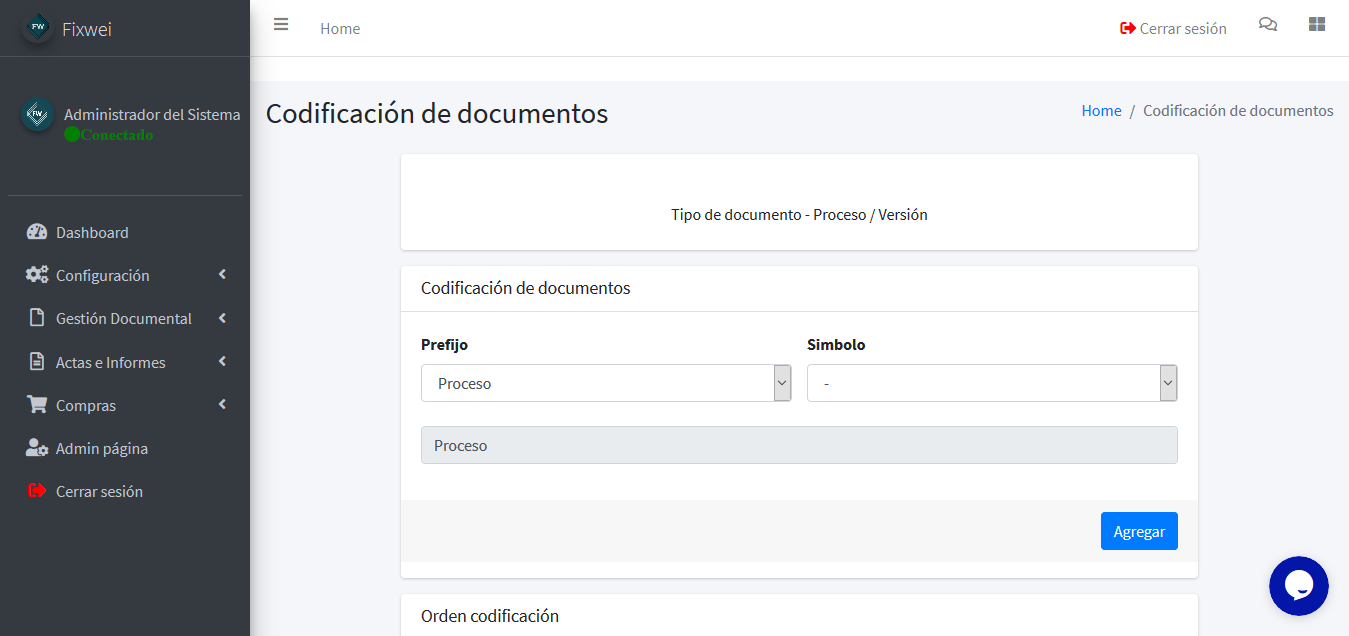 FW
Fixwei
Home
Cerrar sesión
FW
Administrador del Sistema
Conectado
Codificación de documentos
Home / Codificación de documentos
Tipo de documento - Proceso / Versión
Dashboard
Configuración
Gestión Documental
Actas e Informes
Compras
Admin página
Cerrar sesión
Codificación de documentos
Prefijo
Simbolo
Proceso
-
Proceso
Agregar
Orden codificación